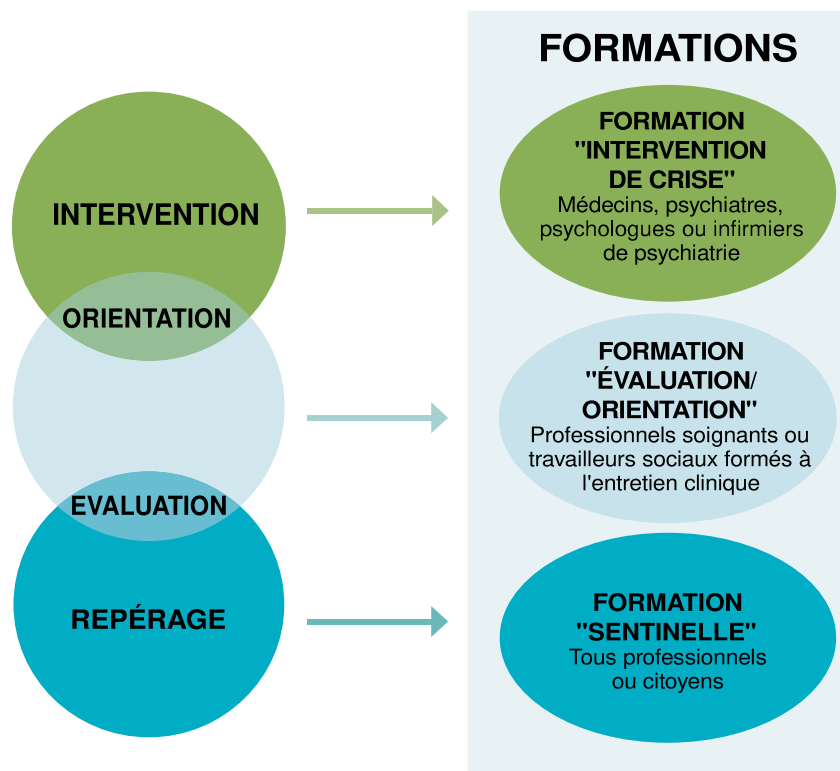 FORMATIONS
INTERVENTION
ORIENTATION
EVALUATION
REPÉRAGE
FORMATION
"INTERVENTION
DE CRISE"
Médecins, psychiatres,
psychologues ou infirmiers
de psychiatrie
FORMATION
"ÉVALUATION/
ORIENTATION"
Professionnels soignants ou
travailleurs sociaux formés à
l'entretien clinique
FORMATION
"SENTINELLE"
Tous professionnels
ou citoyens